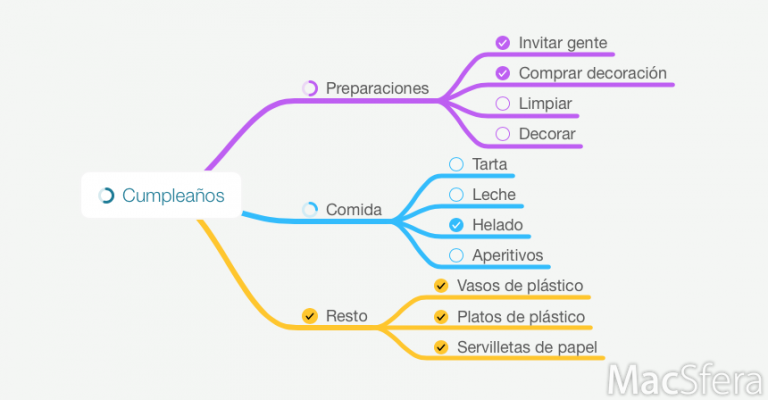 Cumpleaños
Preparaciones
Invitar gente
Comprar decoración
Limpiar
Decorar
Comida
Tarta
Leche
Helado
Aperitivos
Resto
Vasos de plástico
Platos de plástico
Servilletas de papel
MacSfera